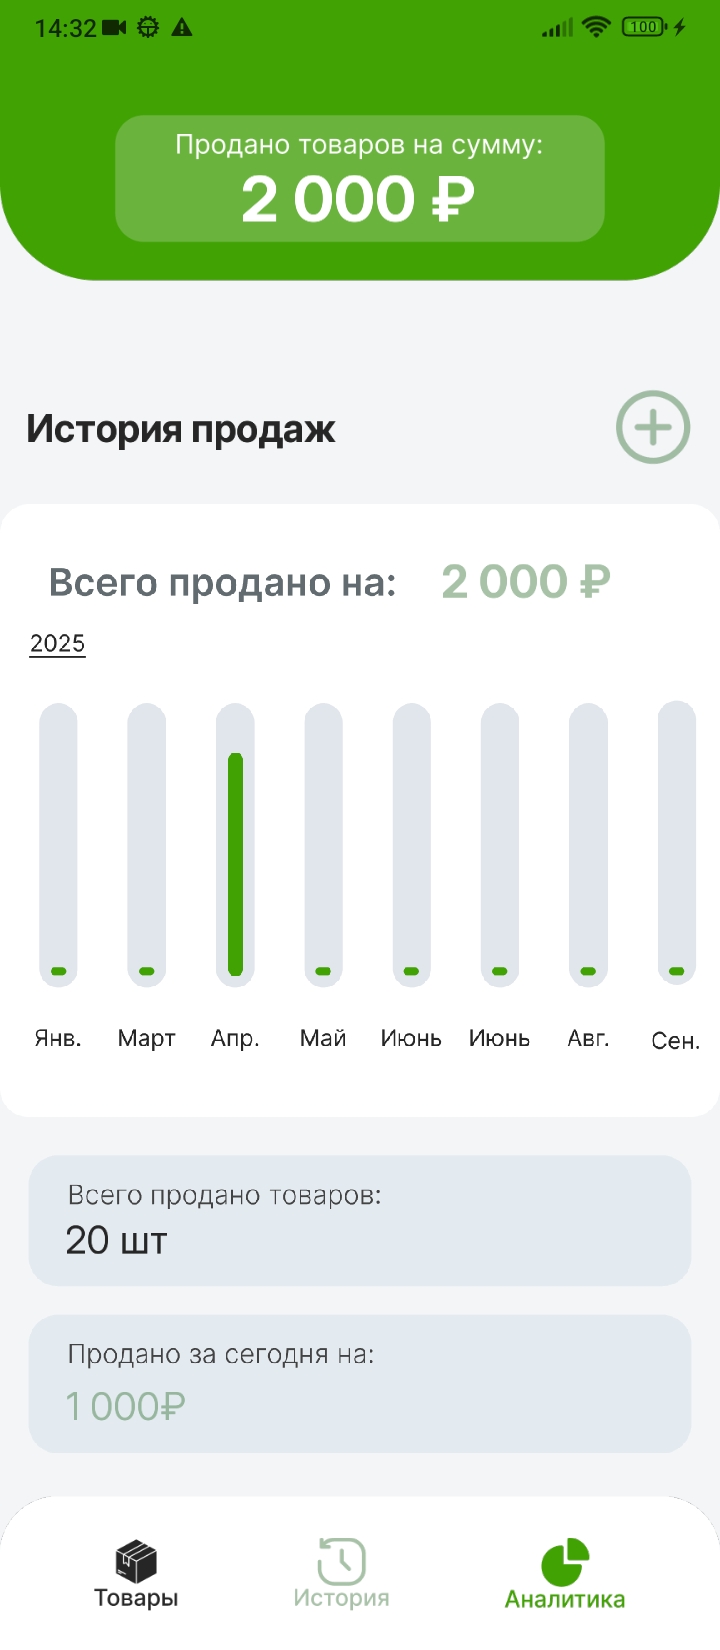 14:32
100
Продано товаров на сумму:
2 000 ₽
История продаж
Всего продано на: 2 000 ₽
2025
Янв. Март Апр. Май Июнь Июнь Авг. Сен.
Всего продано товаров:
20 шт
Продано за сегодня на:
1 000₽
Товары История Аналитика